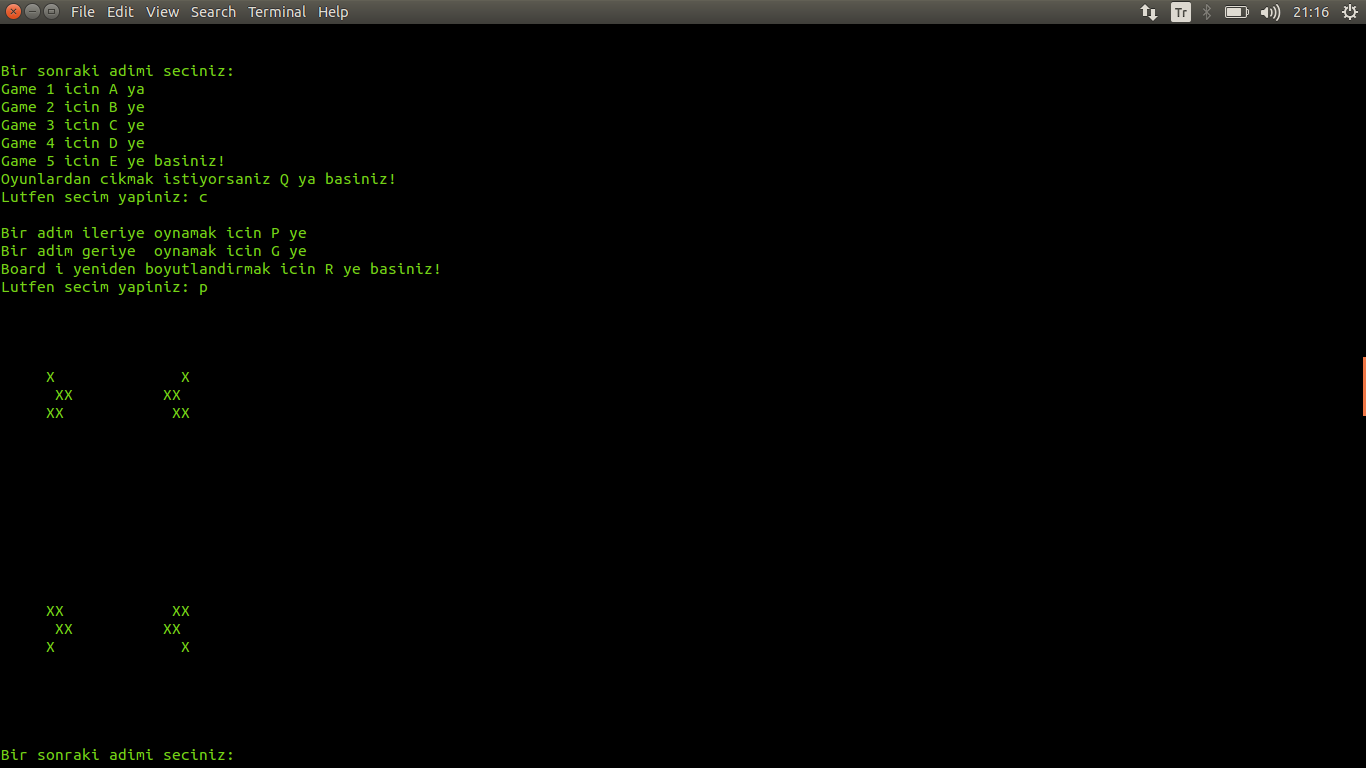 File Edit View Search Terminal Help Tr 21:16
Bir sonraki adimi seciniz:
Game 1 icin A ya
Game 2 icin B ye
Game 3 icin C ye
Game 4 icin D ye
Game 5 icin E ye basiniz!
Oyunlardan cikmak istiyorsaniz Q ya basiniz!
Lutfen secim yapiniz: c
Bir adim ileriye oynamak icin P ye
Bir adim geriye  oynamak icin G ye
Board i yeniden boyutlandirmak icin R ye basiniz!
Lutfen secim yapiniz: p
     X              X
      XX          XX
     XX            XX
     XX            XX
      XX          XX
     X              X
Bir sonraki adimi seciniz: